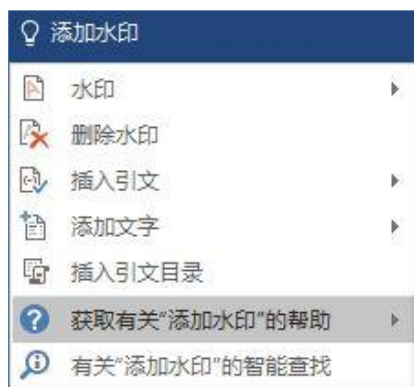 添加水印
水印
删除水印
插入引文
添加文字
插入引文目录
获取有关“添加水印”的帮助
有关“添加水印”的智能查找